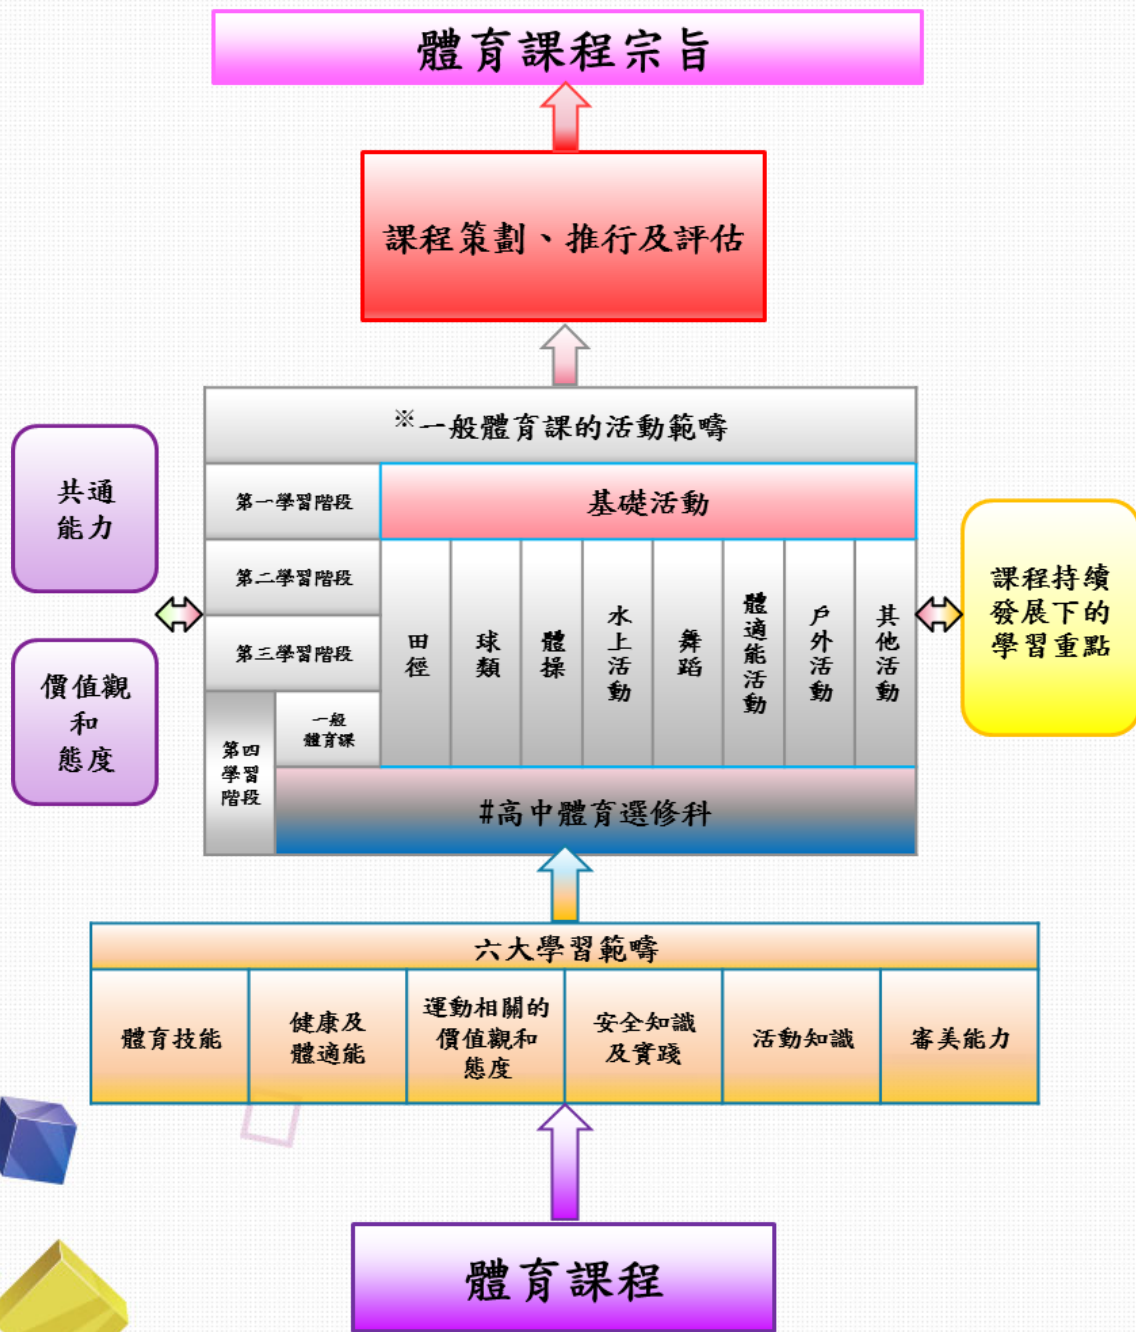 體育課程宗旨
課程策劃、推行及評估
※一般體育課的活動範疇
共通
能力
價值觀
和
態度
第一學習階段
基礎活動
第二學習階段
第三學習階段
第四
學習
階段
一般
體育課
田徑
球類
體操
水上活動
舞蹈
體適能活動
戶外活動
其他活動
#高中體育選修科
課程持續
發展下的
學習重點
六大學習範疇
體育技能
健康及
體適能
運動相關的
價值觀和
態度
安全知識
及實踐
活動知識
審美能力
體育課程